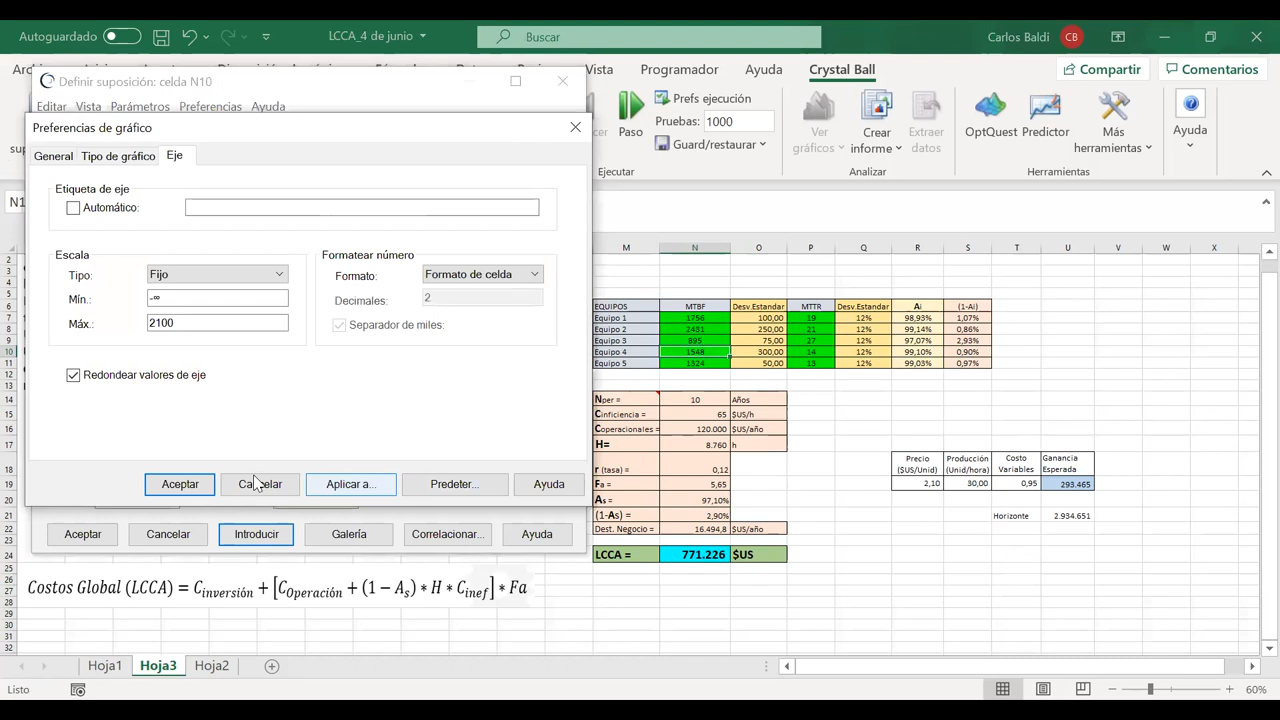 Autoguardado
LCCA_4 de junio
Buscar
Carlos Baldi CB
Vista Programador Ayuda Crystal Ball
Compartir Comentarios
Definir suposición: celda N10
Editar Vista Parámetros Preferencias Ayuda
Preferencias de gráfico
General Tipo de gráfico Eje
Etiqueta de eje
Automático:
Escala
Tipo: Fijo
Mín.: -∞
Máx.: 2100
Formatear número
Formato: Formato de celda
Decimales: 2
Separador de miles:
Redondear valores de eje
Aceptar Cancelar Aplicar a... Predeter... Ayuda
Aceptar Cancelar Introducir Galería Correlacionar... Ayuda
Paso
Prefs ejecución
Pruebas: 1000
Guard/restaurar
Ejecutar
Ver gráficos
Crear informe
Extraer datos
Analizar
OptQuest Predictor
Más herramientas
Herramientas
Ayuda
M N O P Q R S T U V W X
EQUIPOS MTBF Desv.Estandar MTTR Desv.Estandar Ai (1-Ai)
Equipo 1 1756 100,00 19 12% 98,93% 1,07%
Equipo 2 2431 250,00 21 12% 99,14% 0,86%
Equipo 3 895 75,00 27 12% 97,07% 2,93%
Equipo 4 1548 300,00 14 12% 99,10% 0,90%
Equipo 5 1324 50,00 13 12% 99,03% 0,97%
Nper = 10 Años
Cinficiencia = 65 $US/h
Coperacionales = 120.000 $US/año
H= 8.760 h
r (tasa) = 0,12
Fa = 5,65
As = 97,10%
(1-As) = 2,90%
Dest. Negocio = 16.494,8 $US/año
LCCA = 771.226 $US
Precio ($US/Unid) Producción (Unid/hora) Costo Variables Ganancia Esperada
2,10 30,00 0,95 293.465
Horizonte 2.934.651
Costos Global (LCCA) = C_inversión + [C_Operación + (1 − A_s) * H * C_inef] * Fa
Hoja1 Hoja3 Hoja2
Listo
60%